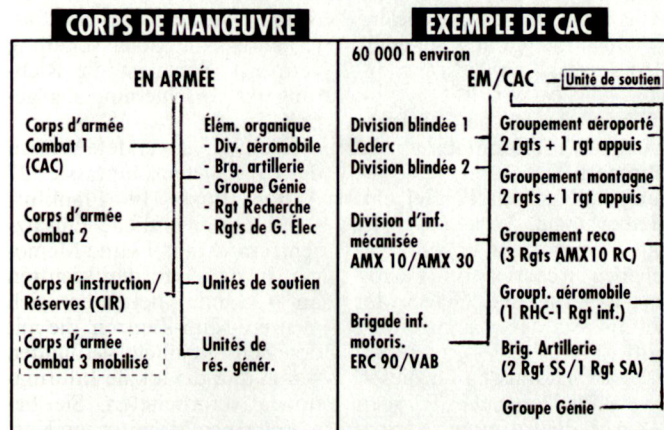 CORPS DE MANŒUVRE
EN ARMÉE
Corps d'armée
Combat 1
(CAC)
Corps d'armée
Combat 2
Corps d'instruction/
Réserves (CIR)
Corps d'armée
Combat 3 mobilisé
Élém. organique
- Div. aéromobile
- Brg. artillerie
- Groupe Génie
- Rgt Recherche
- Rgts de G. Élec
Unités de soutien
Unités de
rés. génér.
EXEMPLE DE CAC
60 000 h environ
EM/CAC
Unité de soutien
Division blindée 1
Leclerc
Division blindée 2
Division d'inf.
mécanisée
AMX 10/AMX 30
Brigade inf.
motoris.
ERC 90/VAB
Groupement aéroporté
2 rgts + 1 rgt appuis
Groupement montagne
2 rgts + 1 rgt appuis
Groupement reco
(3 Rgts AMX10 RC)
Groupt. aéromobile
(1 RHC-1 Rgt inf.)
Brig. Artillerie
(2 Rgt SS/1 Rgt SA)
Groupe Génie